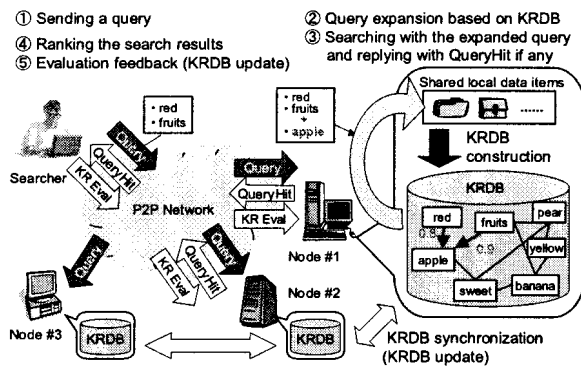 ① Sending a query
④ Ranking the search results
⑤ Evaluation feedback (KRDB update)
② Query expansion based on KRDB
③ Searching with the expanded query
and replying with QueryHit if any
• red
• fruits
Searcher
Query
QueryHit
KR Eval
P2P Network
• red
• fruits
+
• apple
Query
QueryHit
KR Eval
Node #1
Shared local data items
......
KRDB
construction
KRDB
red
fruits
pear
0.8
0.9
yellow
apple
sweet
banana
Query
Query
QueryHit
KR Eval
Node #3
KRDB
Node #2
KRDB
KRDB synchronization
(KRDB update)